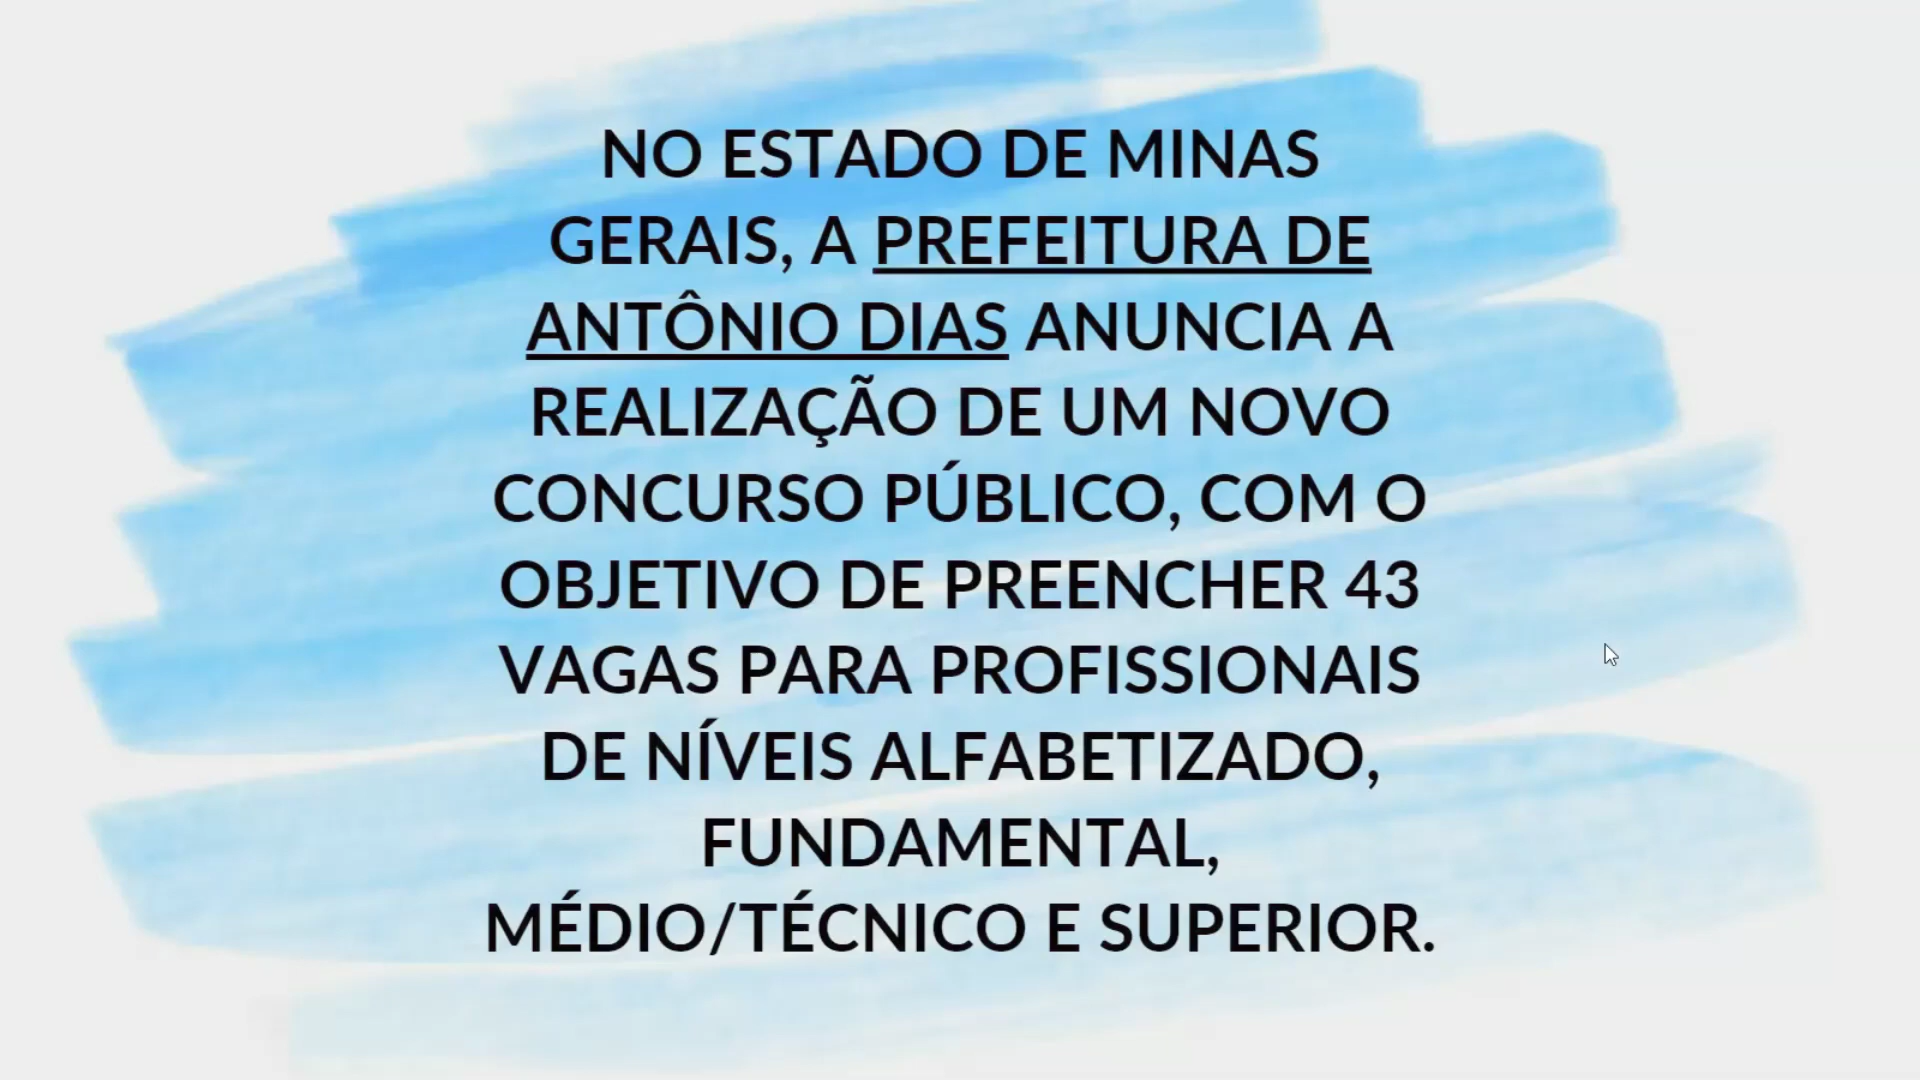 NO ESTADO DE MINAS
GERAIS, A PREFEITURA DE
ANTÔNIO DIAS ANUNCIA A
REALIZAÇÃO DE UM NOVO
CONCURSO PÚBLICO, COM O
OBJETIVO DE PREENCHER 43
VAGAS PARA PROFISSIONAIS
DE NÍVEIS ALFABETIZADO,
FUNDAMENTAL,
MÉDIO/TÉCNICO E SUPERIOR.